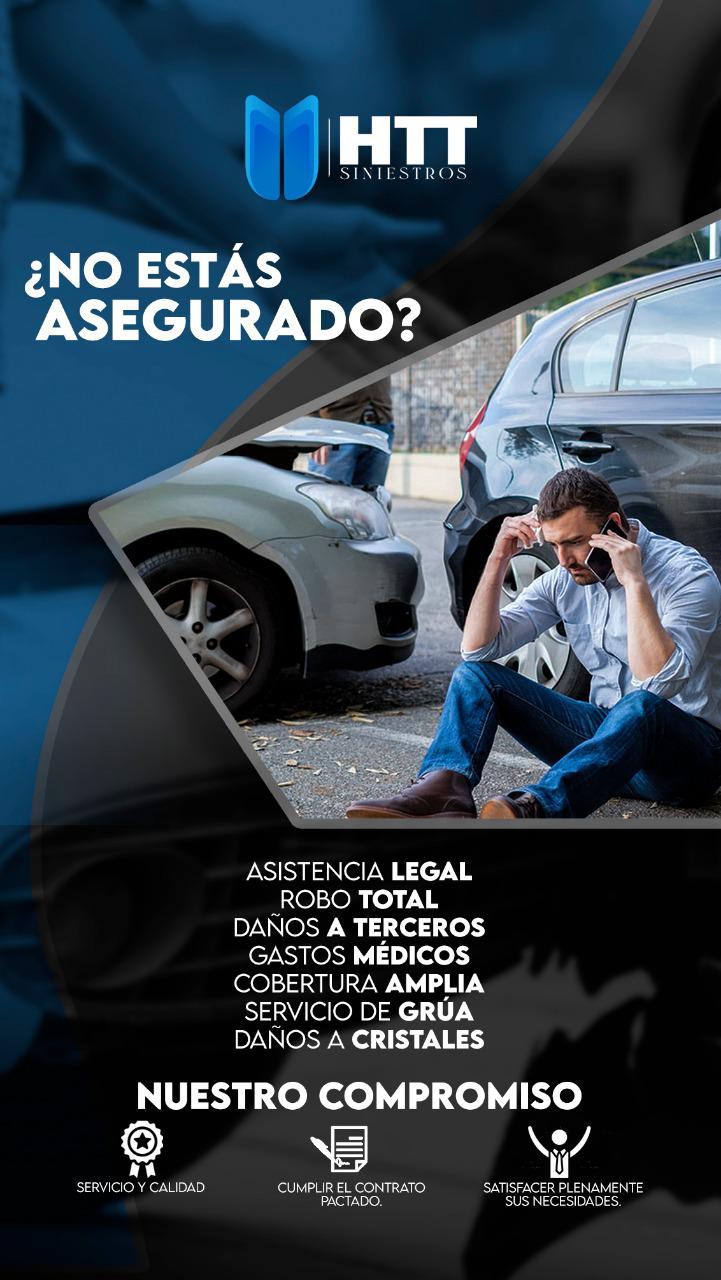 HTT
SINIESTROS
¿NO ESTÁS
ASEGURADO?
ASISTENCIA LEGAL
ROBO TOTAL
DAÑOS A TERCEROS
GASTOS MÉDICOS
COBERTURA AMPLIA
SERVICIO DE GRÚA
DAÑOS A CRISTALES
NUESTRO COMPROMISO
SERVICIO Y CALIDAD
CUMPLIR EL CONTRATO
PACTADO.
SATISFACER PLENAMENTE
SUS NECESIDADES.